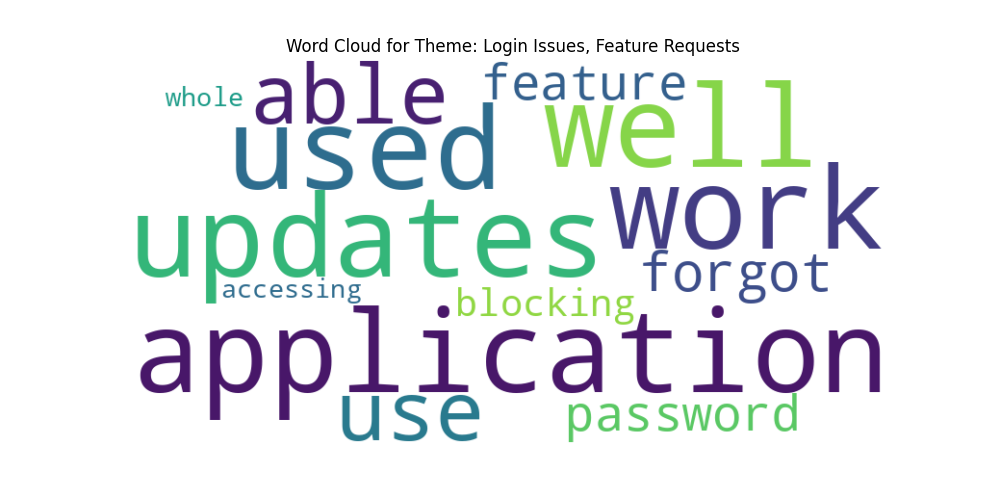 Word Cloud for Theme: Login Issues, Feature Requests
whole able feature
used well
updates work
forgot
accessing blocking
application
use password